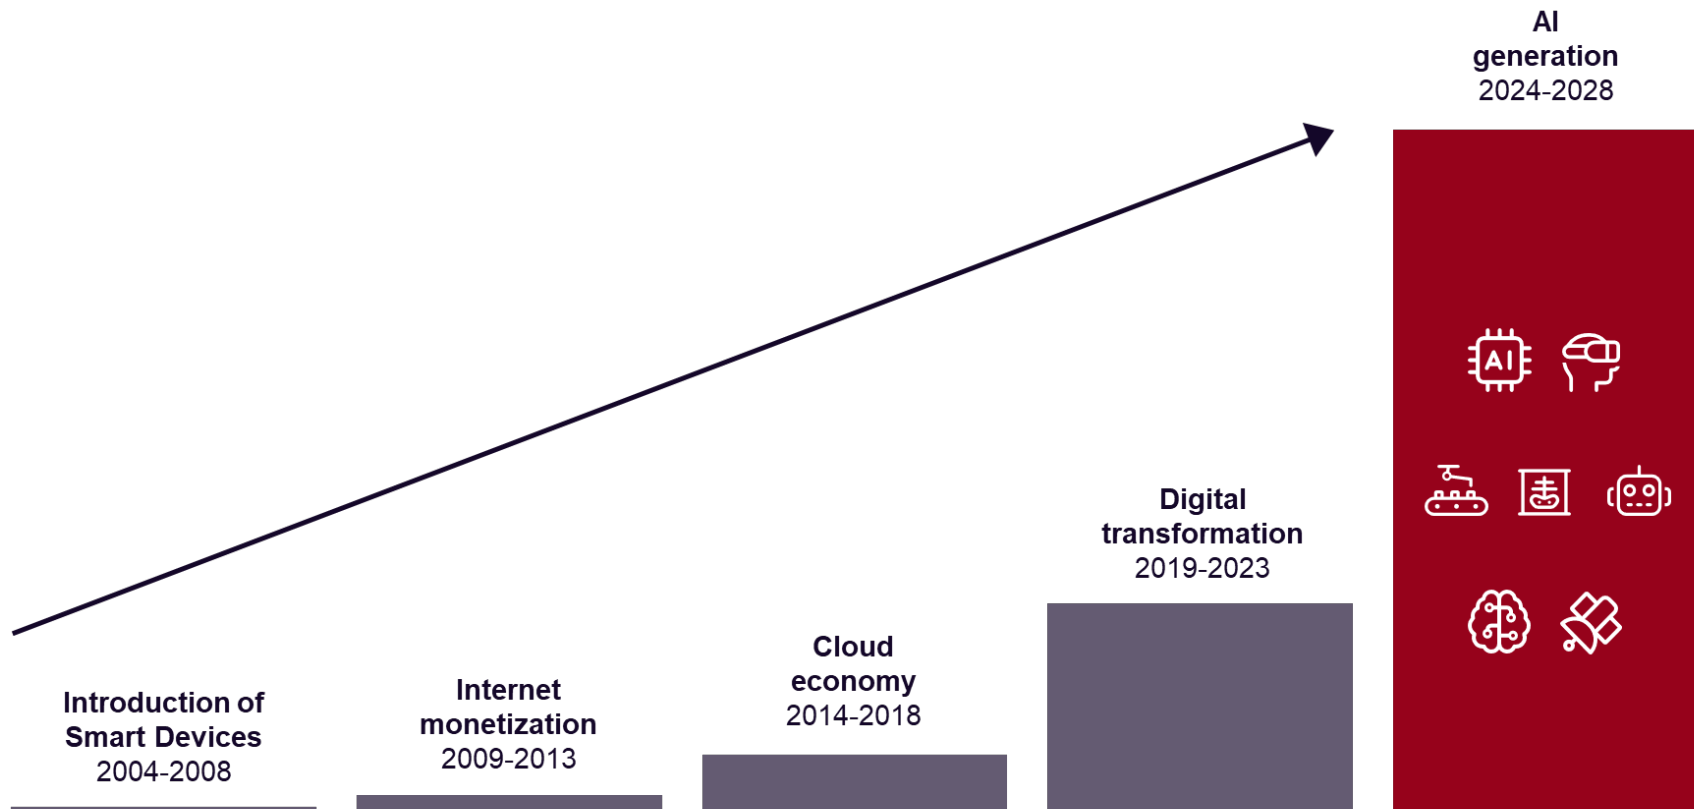 Introduction of
Smart Devices
2004-2008
Internet
monetization
2009-2013
Cloud
economy
2014-2018
Digital
transformation
2019-2023
AI
generation
2024-2028
AI